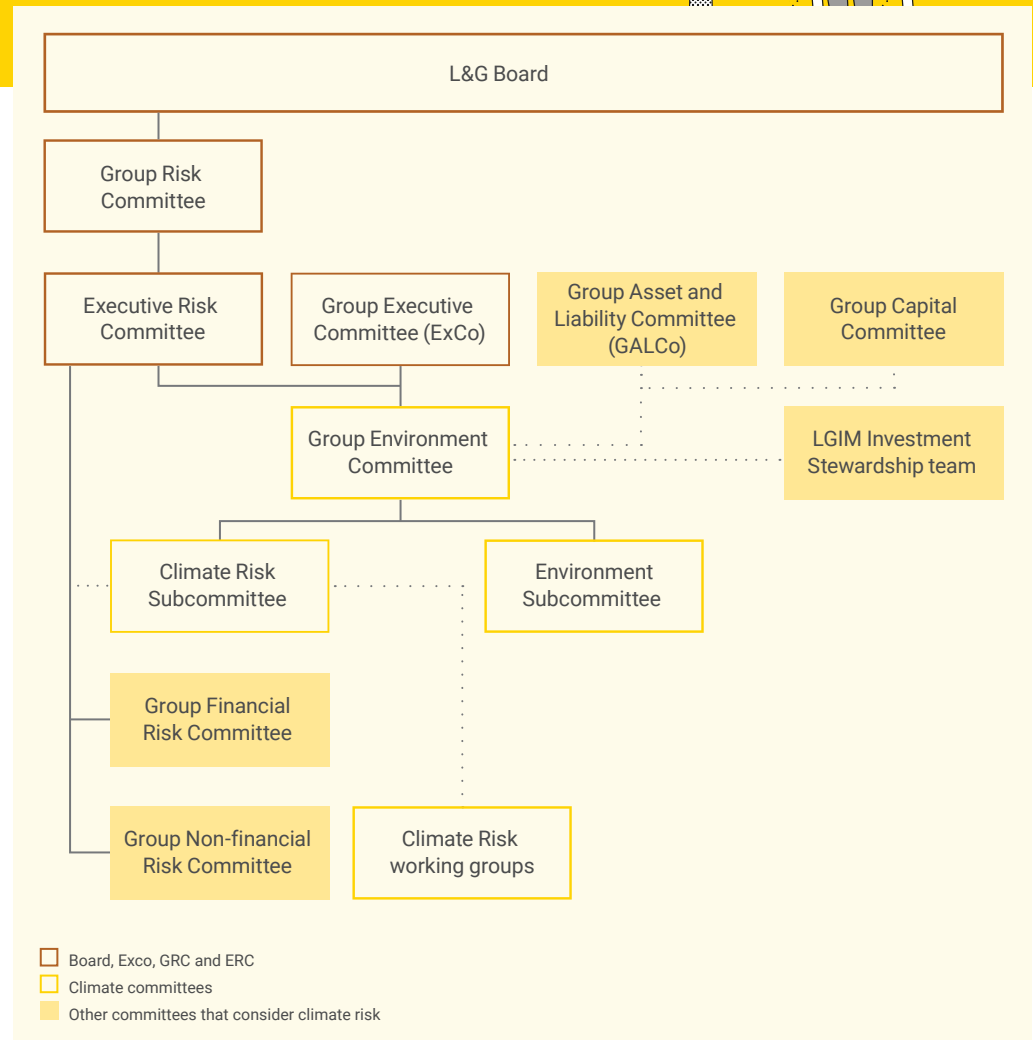 L&G Board
Group Risk
Committee
Executive Risk
Committee
Group Executive
Committee (ExCo)
Group Asset and
Liability Committee
(GALCo)
Group Capital
Committee
Group Environment
Committee
LGIM Investment
Stewardship team
Climate Risk
Subcommittee
Environment
Subcommittee
Group Financial
Risk Committee
Group Non-financial
Risk Committee
Climate Risk
working groups
Board, Exco, GRC and ERC
Climate committees
Other committees that consider climate risk